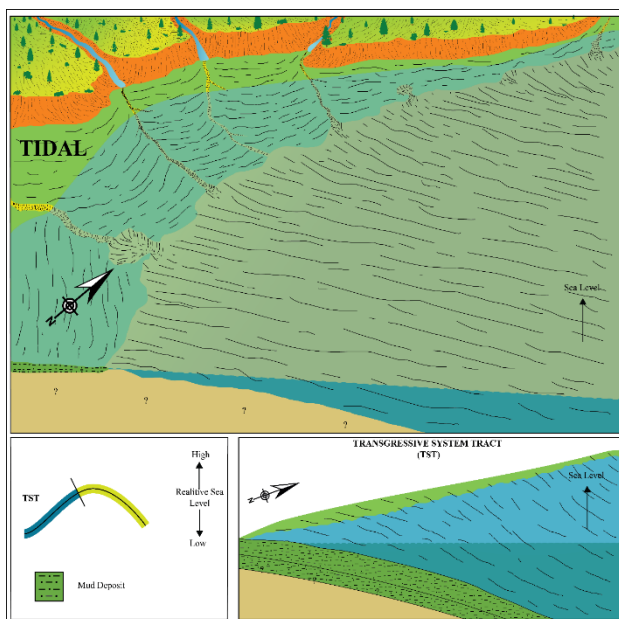 TIDAL
N
Sea Level
? ? ? ? ?
TST
High
Realitive Sea
Level
Low
Mud Deposit
TRANSGRESSIVE SYSTEM TRACT
(TST)
N
Sea Level
?